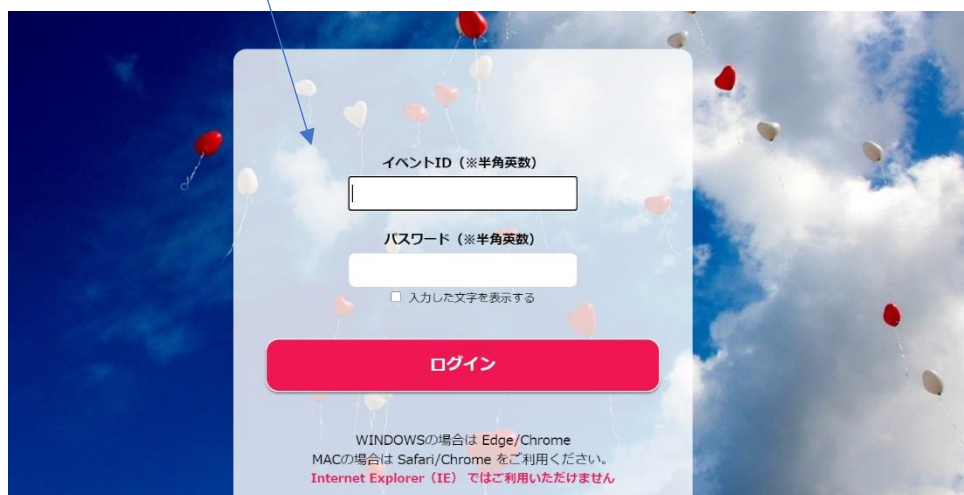 イベントID（※半角英数）
パスワード（※半角英数）
入力した文字を表示する
ログイン
WINDOWSの場合は Edge/Chrome
MACの場合は Safari/Chrome をご利用ください。
Internet Explorer（IE） ではご利用いただけません